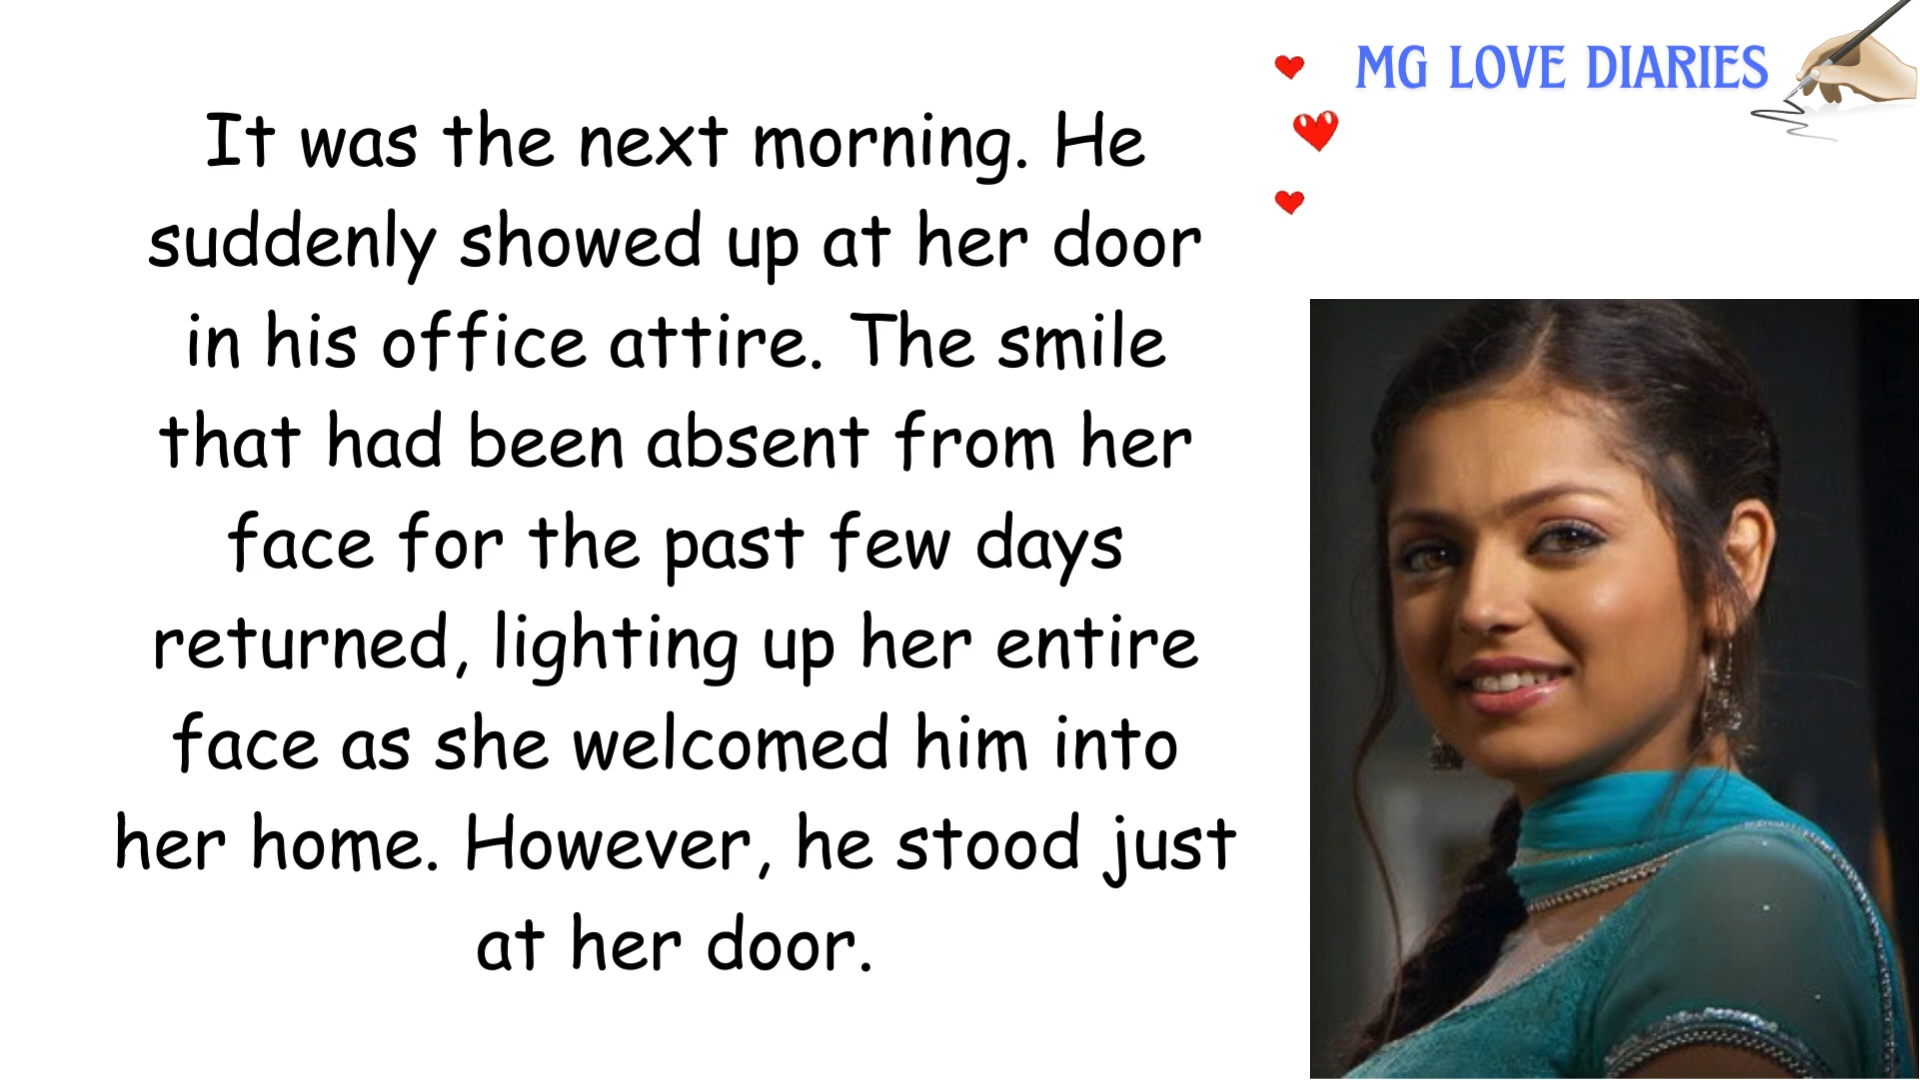 MG LOVE DIARIES
It was the next morning. He
suddenly showed up at her door
in his office attire. The smile
that had been absent from her
face for the past few days
returned, lighting up her entire
face as she welcomed him into
her home. However, he stood just
at her door.